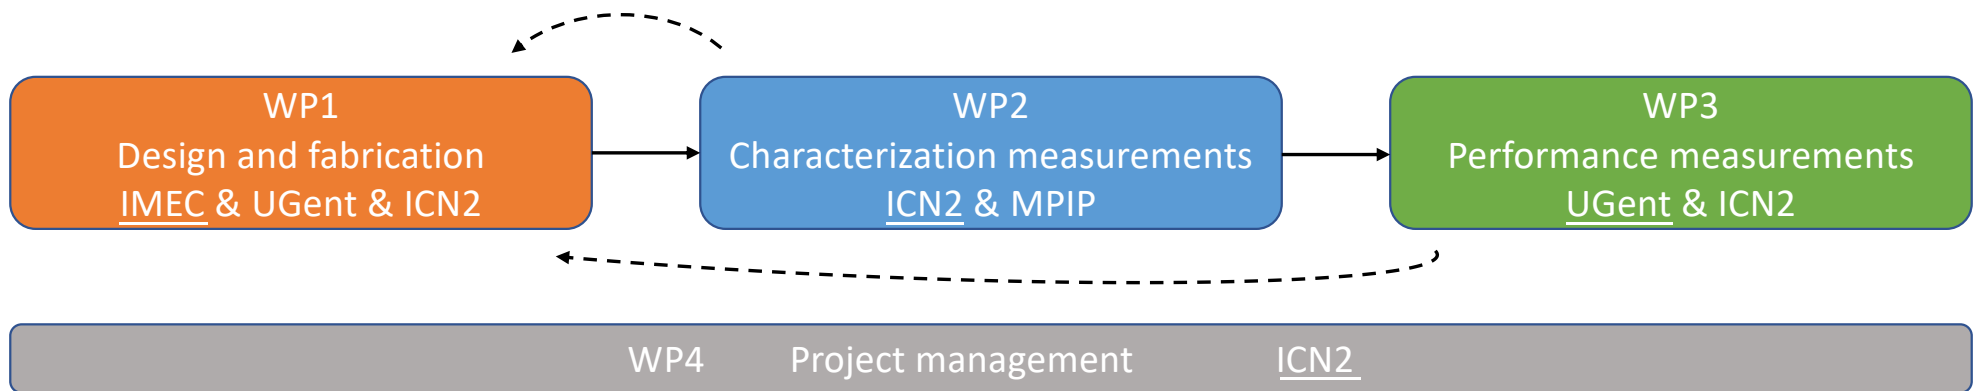 WP1
Design and fabrication
IMEC & UGent & ICN2
WP2
Characterization measurements
ICN2 & MPIP
WP3
Performance measurements
UGent & ICN2
WP4 Project management ICN2